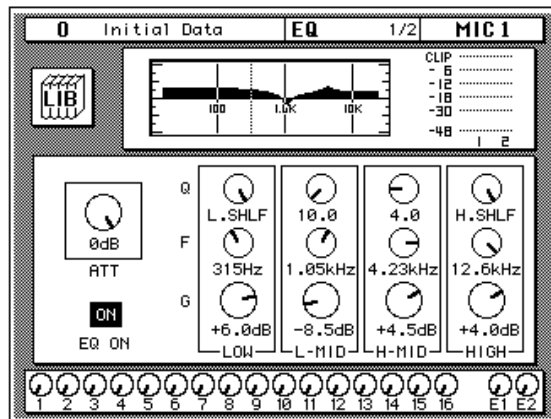 0 Initial Data EQ 1/2 MIC 1
CLIP
- 6
-12
-18
-30
-48
1 2
LIB
100 1.0K 10K
Q
L.SHLF 10.0 4.0 H.SHLF
0dB
ATT
F
315Hz 1.05kHz 4.23kHz 12.6kHz
ON
EQ ON
G
+6.0dB -8.5dB +4.5dB +4.0dB
LOW L-MID H-MID HIGH
1 2 3 4 5 6 7 8 9 10 11 12 13 14 15 16 E1 E2